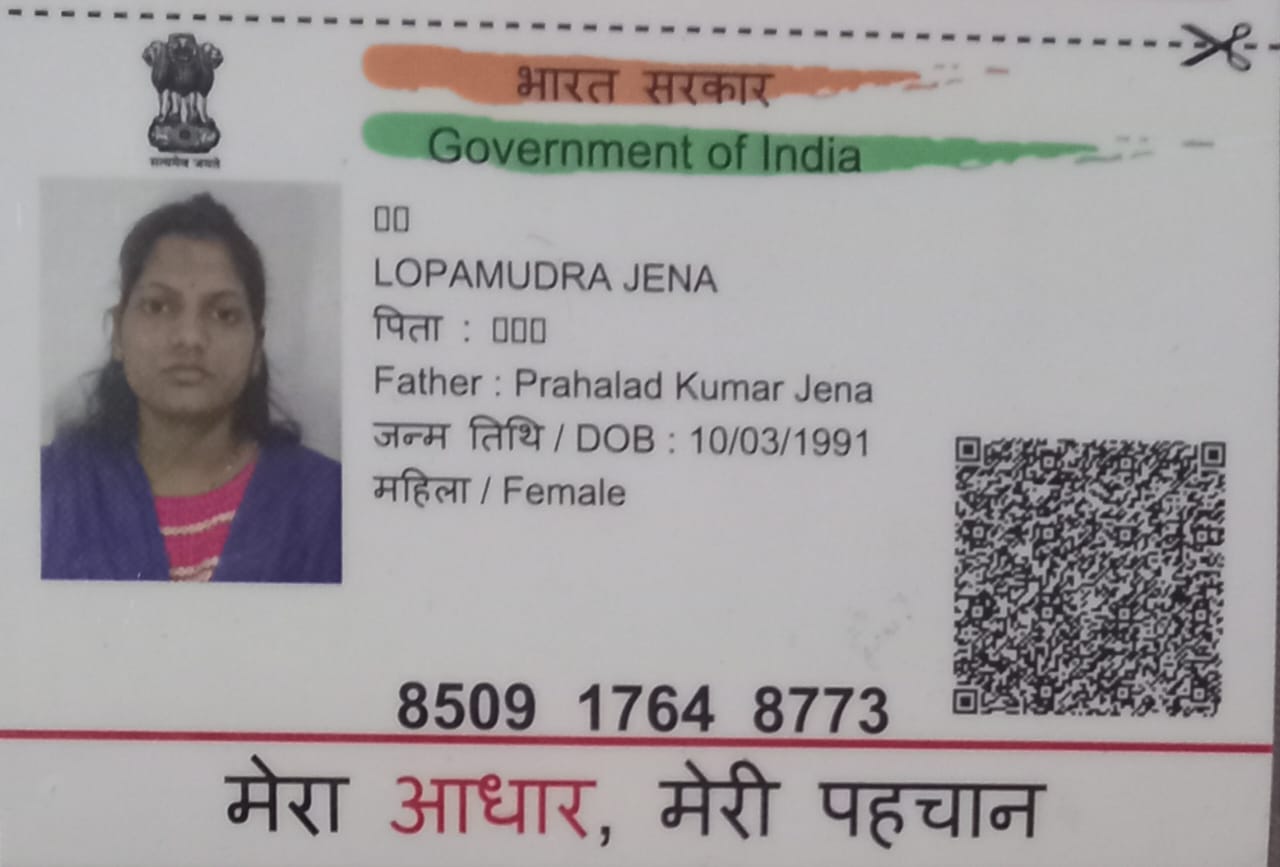 सत्यमेव जयते
भारत सरकार
Government of India
▯▯
LOPAMUDRA JENA
पिता : ▯▯▯
Father : Prahalad Kumar Jena
जन्म तिथि / DOB : 10/03/1991
महिला / Female
8509 1764 8773
मेरा आधार, मेरी पहचान